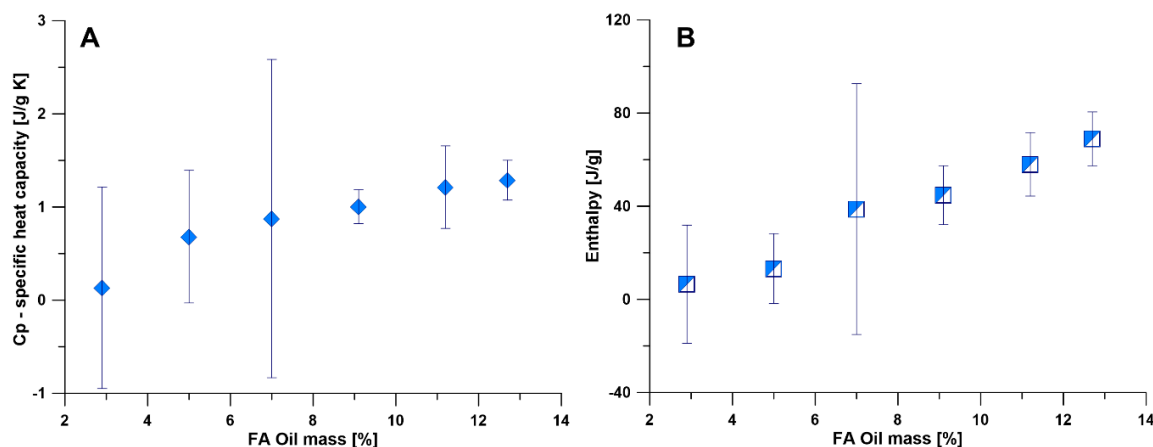 A
Cp - specific heat capacity [J/g K]
3
2
1
0
-1
2 4 6 8 10 12 14
FA Oil mass [%]
B
Enthalpy [J/g]
120
80
40
0
-40
2 4 6 8 10 12 14
FA Oil mass [%]